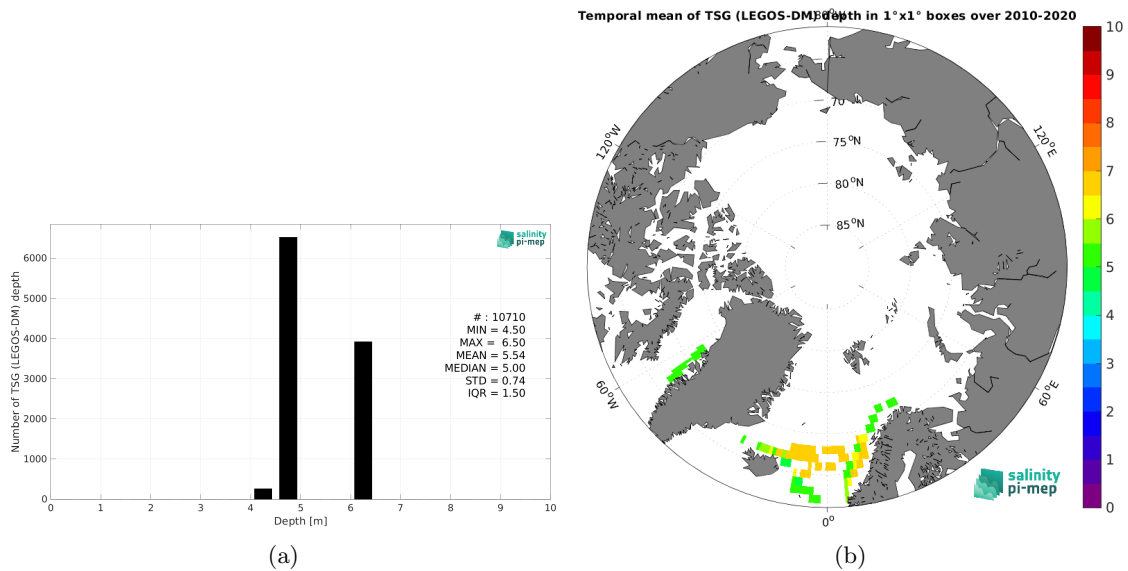 salinity
pi-mep
Number of TSG (LEGOS-DM) depth
6000
5000
4000
3000
2000
1000
0
# : 10710
MIN = 4.50
MAX = 6.50
MEAN = 5.54
MEDIAN = 5.00
STD = 0.74
IQR = 1.50
0 1 2 3 4 5 6 7 8 9 10
Depth [m]
(a)
Temporal mean of TSG (LEGOS-DM) depth in 1°x1° boxes over 2010-2020
180°W
120°W
120°E
70
75°N
80°N
85°N
60°W
60°E
0°
salinity
pi-mep
10
9
8
7
6
5
4
3
2
1
0
(b)